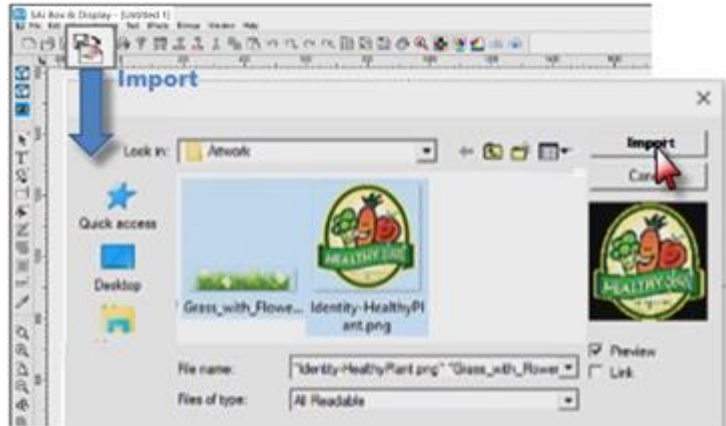 SAi Box & Display - [Untitled 1]
Import
Look in:
Artwork
Import
Quick access
Desktop
Grass_with_Flowe...
Identity-HealthyPl
ant.png
HEALTHY
HEALTHY
File name:
"Identity-HealthyPlant.png" "Grass_with_Flower
Files of type:
All Readable
Preview
Link